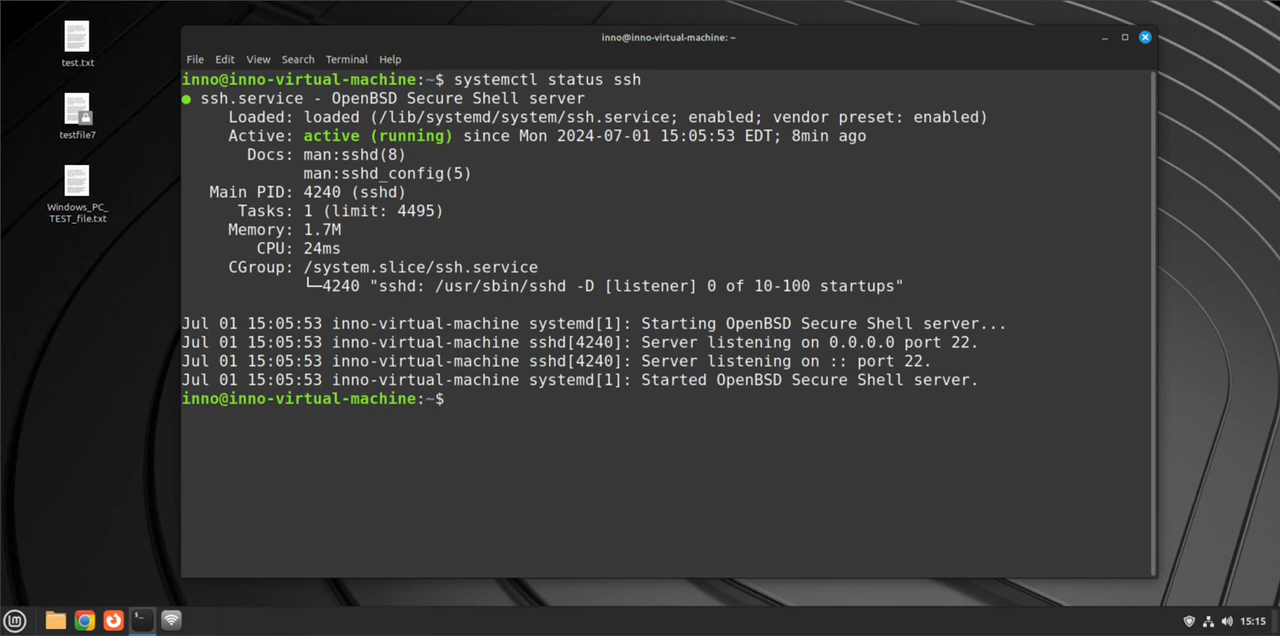 test.txt
testfile7
Windows_PC_
TEST_file.txt
inno@inno-virtual-machine: ~
File Edit View Search Terminal Help
inno@inno-virtual-machine:~$ systemctl status ssh
● ssh.service - OpenBSD Secure Shell server
Loaded: loaded (/lib/systemd/system/ssh.service; enabled; vendor preset: enabled)
Active: active (running) since Mon 2024-07-01 15:05:53 EDT; 8min ago
Docs: man:sshd(8)
man:sshd_config(5)
Main PID: 4240 (sshd)
Tasks: 1 (limit: 4495)
Memory: 1.7M
CPU: 24ms
CGroup: /system.slice/ssh.service
└─4240 "sshd: /usr/sbin/sshd -D [listener] 0 of 10-100 startups"
Jul 01 15:05:53 inno-virtual-machine systemd[1]: Starting OpenBSD Secure Shell server...
Jul 01 15:05:53 inno-virtual-machine sshd[4240]: Server listening on 0.0.0.0 port 22.
Jul 01 15:05:53 inno-virtual-machine sshd[4240]: Server listening on :: port 22.
Jul 01 15:05:53 inno-virtual-machine systemd[1]: Started OpenBSD Secure Shell server.
inno@inno-virtual-machine:~$
15:15